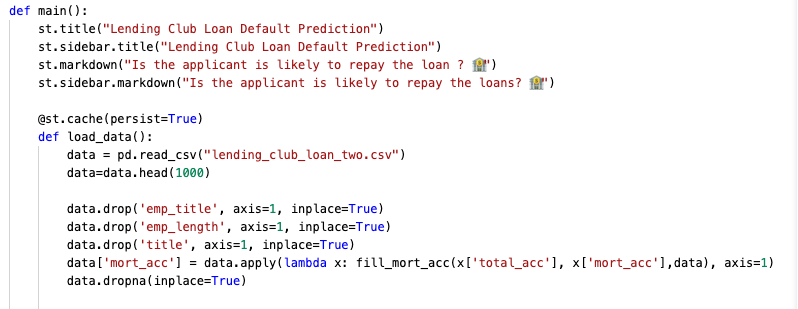 def main():
    st.title("Lending Club Loan Default Prediction")
    st.sidebar.title("Lending Club Loan Default Prediction")
    st.markdown("Is the applicant is likely to repay the loan ? 🏦")
    st.sidebar.markdown("Is the applicant is likely to repay the loans? 🏦")
    @st.cache(persist=True)
    def load_data():
        data = pd.read_csv("lending_club_loan_two.csv")
        data=data.head(1000)
        data.drop('emp_title', axis=1, inplace=True)
        data.drop('emp_length', axis=1, inplace=True)
        data.drop('title', axis=1, inplace=True)
        data['mort_acc'] = data.apply(lambda x: fill_mort_acc(x['total_acc'], x['mort_acc'],data), axis=1)
        data.dropna(inplace=True)